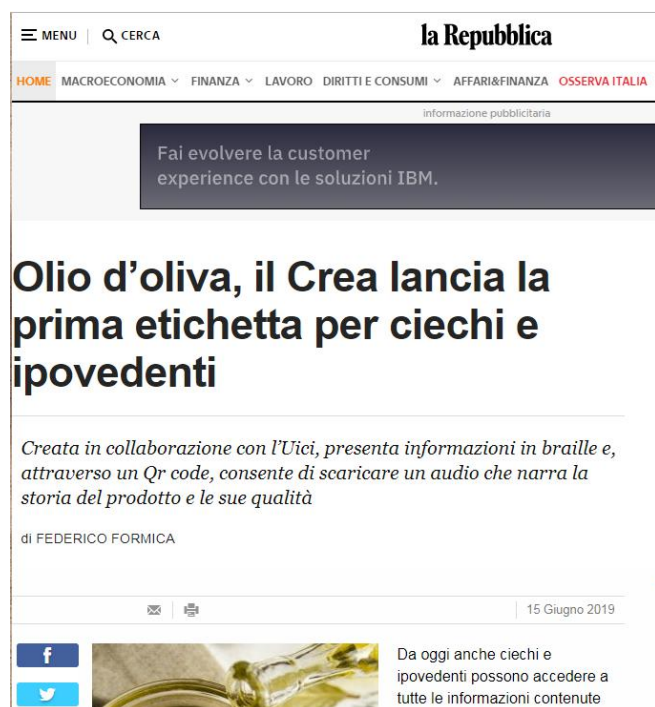 MENU CERCA la Repubblica
HOME MACROECONOMIA FINANZA LAVORO DIRITTI E CONSUMI AFFARI&FINANZA OSSERVA ITALIA
informazione pubblicitaria
Fai evolvere la customer
experience con le soluzioni IBM.
Olio d’oliva, il Crea lancia la
prima etichetta per ciechi e
ipovedenti
Creata in collaborazione con l’Uici, presenta informazioni in braille e,
attraverso un Qr code, consente di scaricare un audio che narra la
storia del prodotto e le sue qualità
di FEDERICO FORMICA
15 Giugno 2019
Da oggi anche ciechi e
ipovedenti possono accedere a
tutte le informazioni contenute